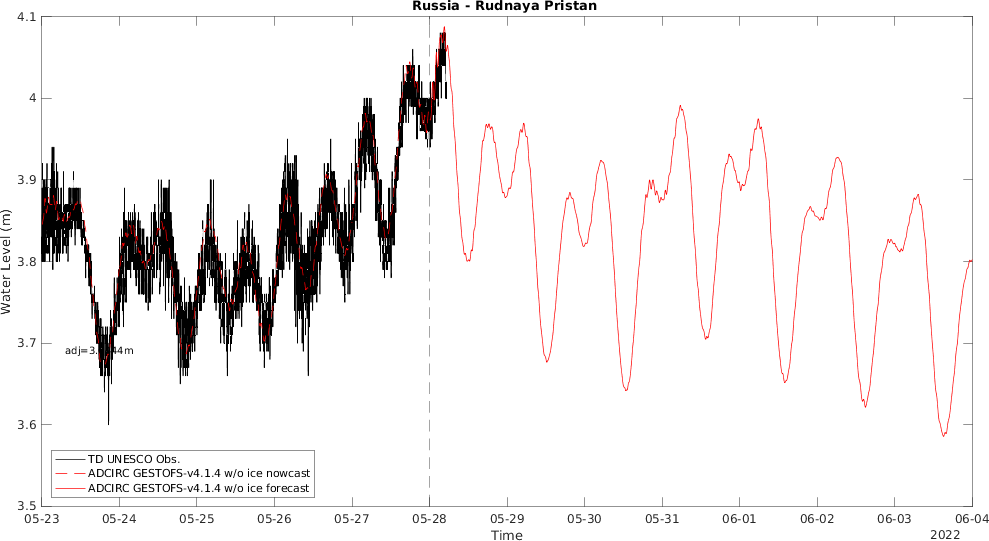 Russia - Rudnaya Pristan
4.1
4
3.9
3.8
3.7
3.6
3.5
Water Level (m)
TD UNESCO Obs.
ADCIRC GESTOFS-v4.1.4 w/o ice nowcast
ADCIRC GESTOFS-v4.1.4 w/o ice forecast
05-23 05-24 05-25 05-26 05-27 05-28 05-29 05-30 05-31 06-01 06-02 06-03 06-04
Time
2022